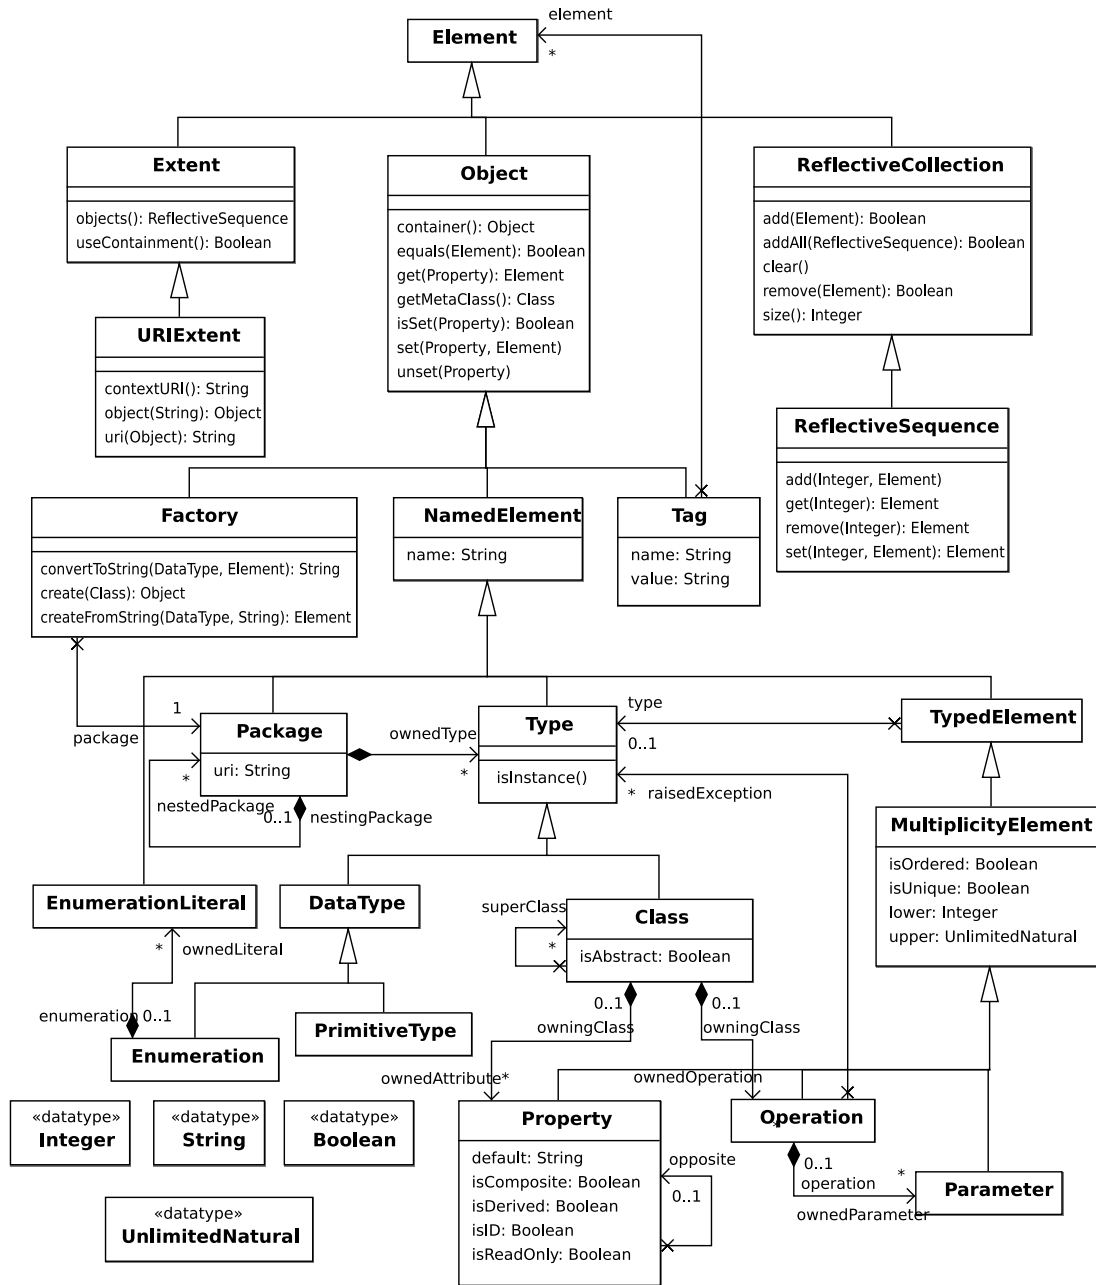 element
Element
*
Extent
objects(): ReflectiveSequence
useContainment(): Boolean
Object
container(): Object
equals(Element): Boolean
get(Property): Element
getMetaClass(): Class
isSet(Property): Boolean
set(Property, Element)
unset(Property)
ReflectiveCollection
add(Element): Boolean
addAll(ReflectiveSequence): Boolean
clear()
remove(Element): Boolean
size(): Integer
URIExtent
contextURI(): String
object(String): Object
uri(Object): String
ReflectiveSequence
add(Integer, Element)
get(Integer): Element
remove(Integer): Element
set(Integer, Element): Element
Factory
convertToString(DataType, Element): String
create(Class): Object
createFromString(DataType, String): Element
NamedElement
name: String
Tag
name: String
value: String
1
package
Package
uri: String
*
nestedPackage
0..1
nestingPackage
ownedType
*
Type
isInstance()
type
0..1
*
raisedException
TypedElement
MultiplicityElement
isOrdered: Boolean
isUnique: Boolean
lower: Integer
upper: UnlimitedNatural
EnumerationLiteral
*
ownedLiteral
DataType
superClass
*
Class
isAbstract: Boolean
enumeration
0..1
Enumeration
PrimitiveType
0..1
owningClass
0..1
owningClass
ownedAttribute
*
ownedOperation
*
«datatype»
Integer
«datatype»
String
«datatype»
Boolean
«datatype»
UnlimitedNatural
Property
default: String
isComposite: Boolean
isDerived: Boolean
isID: Boolean
isReadOnly: Boolean
opposite
0..1
Operation
0..1
operation
*
ownedParameter
Parameter